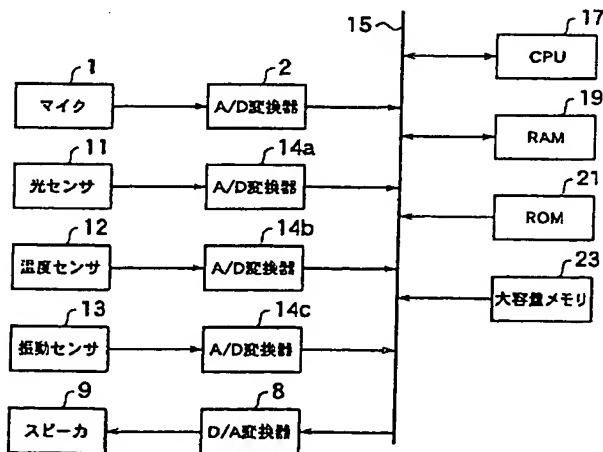 15
17
CPU
1
マイク
2
A/D変換器
19
RAM
11
光センサ
14a
A/D変換器
21
ROM
12
温度センサ
14b
A/D変換器
23
大容量メモリ
13
振動センサ
14c
A/D変換器
9
スピーカ
8
D/A変換器